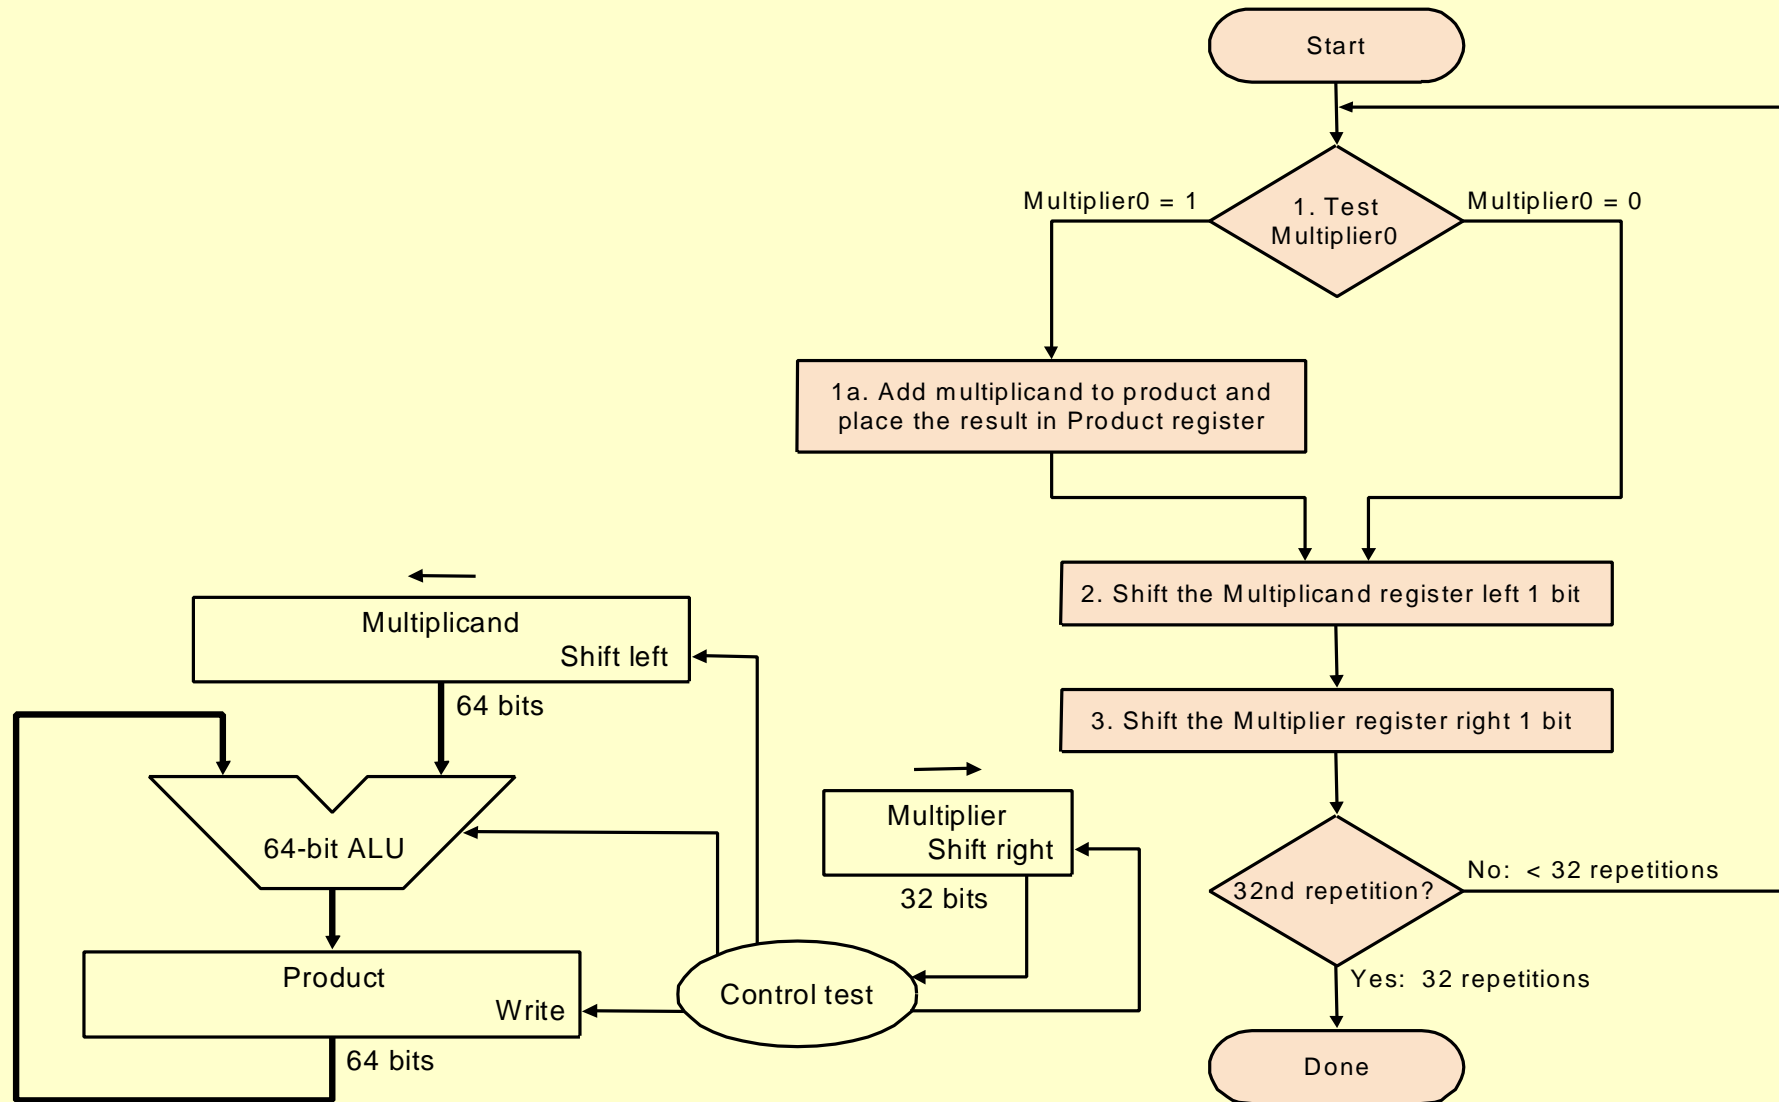 Start
Multiplier0 = 1
1. Test
Multiplier0
Multiplier0 = 0
1a. Add multiplicand to product and
place the result in Product register
2. Shift the Multiplicand register left 1 bit
3. Shift the Multiplier register right 1 bit
32nd repetition?
No: < 32 repetitions
Yes: 32 repetitions
Done
Multiplicand
Shift left
64 bits
64-bit ALU
Multiplier
Shift right
32 bits
Product
Write
Control test
64 bits